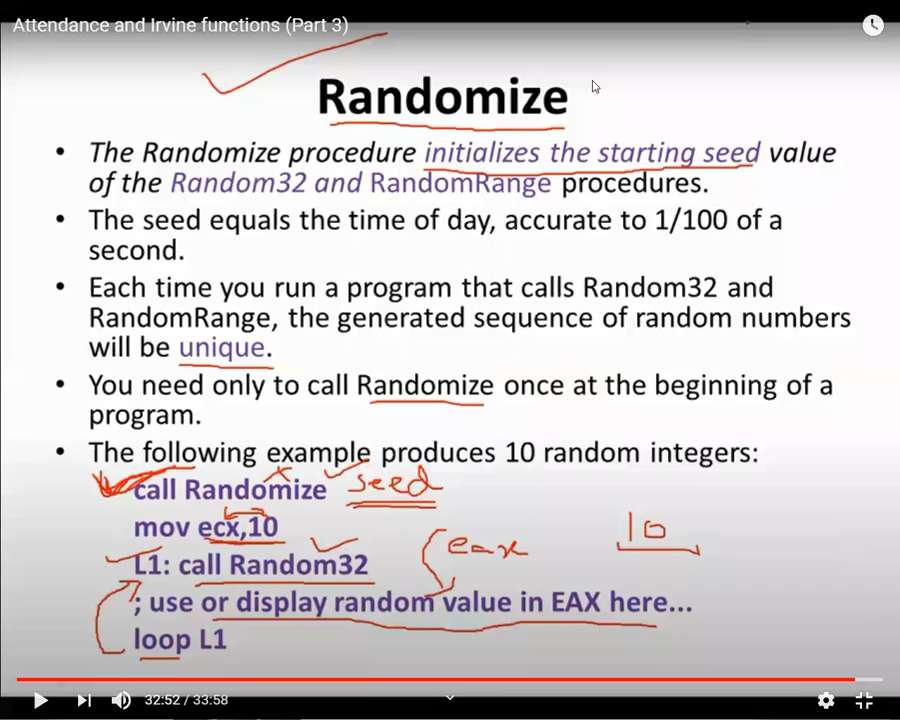 Attendance and Irvine functions (Part 3)
Randomize
• The Randomize procedure initializes the starting seed value
of the Random32 and RandomRange procedures.
• The seed equals the time of day, accurate to 1/100 of a
second.
• Each time you run a program that calls Random32 and
RandomRange, the generated sequence of random numbers
will be unique.
• You need only to call Randomize once at the beginning of a
program.
• The following example produces 10 random integers:
call Randomize seed
mov ecx,10
10
L1: call Random32 eax
; use or display random value in EAX here...
loop L1
32:52 / 33:58